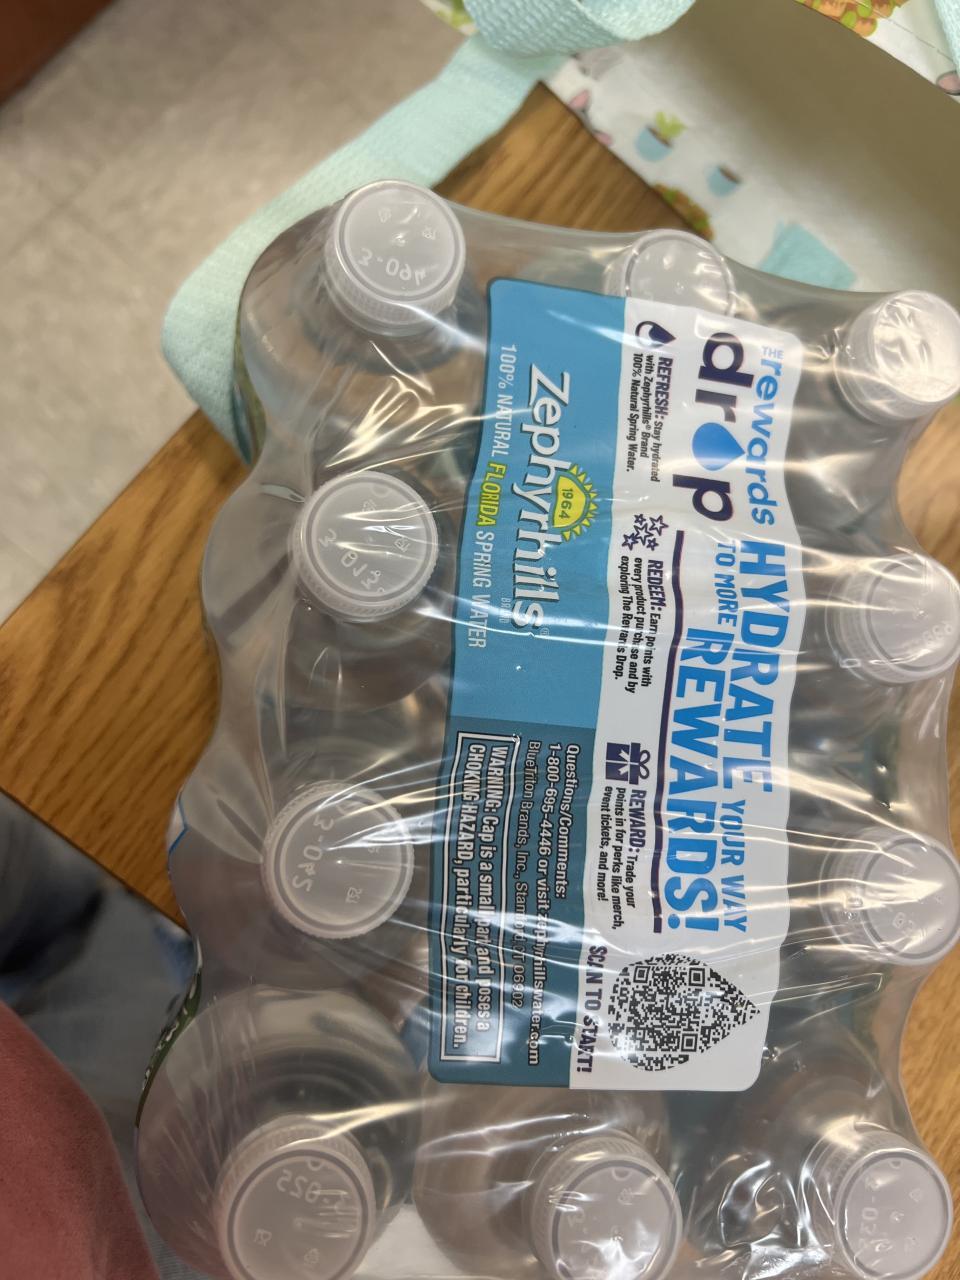 THE rewards
drop
HYDRATE YOUR WAY
TO MORE REWARDS!
REFRESH: Stay hydrated
with Zephyrhills® Brand
100% Natural Spring Water.
REDEEM: Earn points with
every product purchase and by
exploring The Rewards Drop.
REWARD: Trade your
points in for perks like merch,
event tickets, and more!
SCAN TO START!
1964
Zephyrhills®
BRAND
100% NATURAL FLORIDA SPRING WATER
Questions/Comments:
1-800-695-4446 or visit zephyrhillswater.com
BlueTriton Brands, Inc., Stamford, CT 06902
WARNING: Cap is a small part and poses a
CHOKING HAZARD, particularly for children.